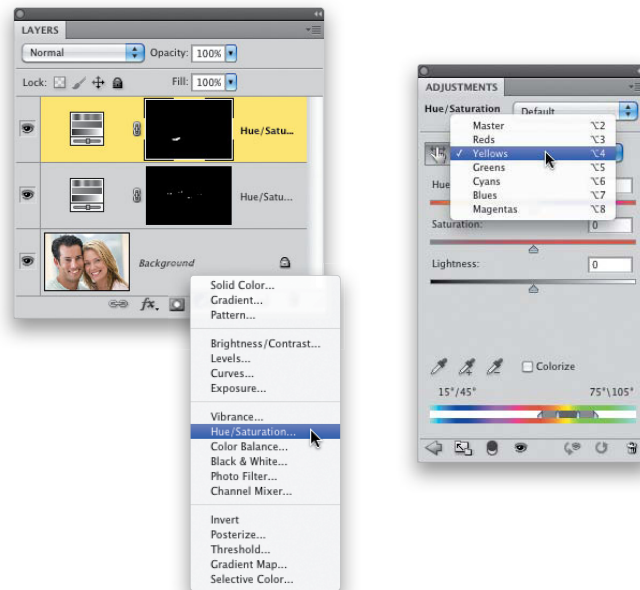 LAYERS
Normal
Opacity: 100%
Lock:
Fill: 100%
Hue/Satu...
Hue/Satu...
Background
fx.
Solid Color...
Gradient...
Pattern...
Brightness/Contrast...
Levels...
Curves...
Exposure...
Vibrance...
Hue/Saturation...
Color Balance...
Black & White...
Photo Filter...
Channel Mixer...
Invert
Posterize...
Threshold...
Gradient Map...
Selective Color...
ADJUSTMENTS
Hue/Saturation Default
Master ⌥2
Reds ⌥3
✓ Yellows ⌥4
Greens ⌥5
Cyans ⌥6
Blues ⌥7
Magentas ⌥8
Hue
Saturation: 0
Lightness: 0
Colorize
15°/45° 75°\105°